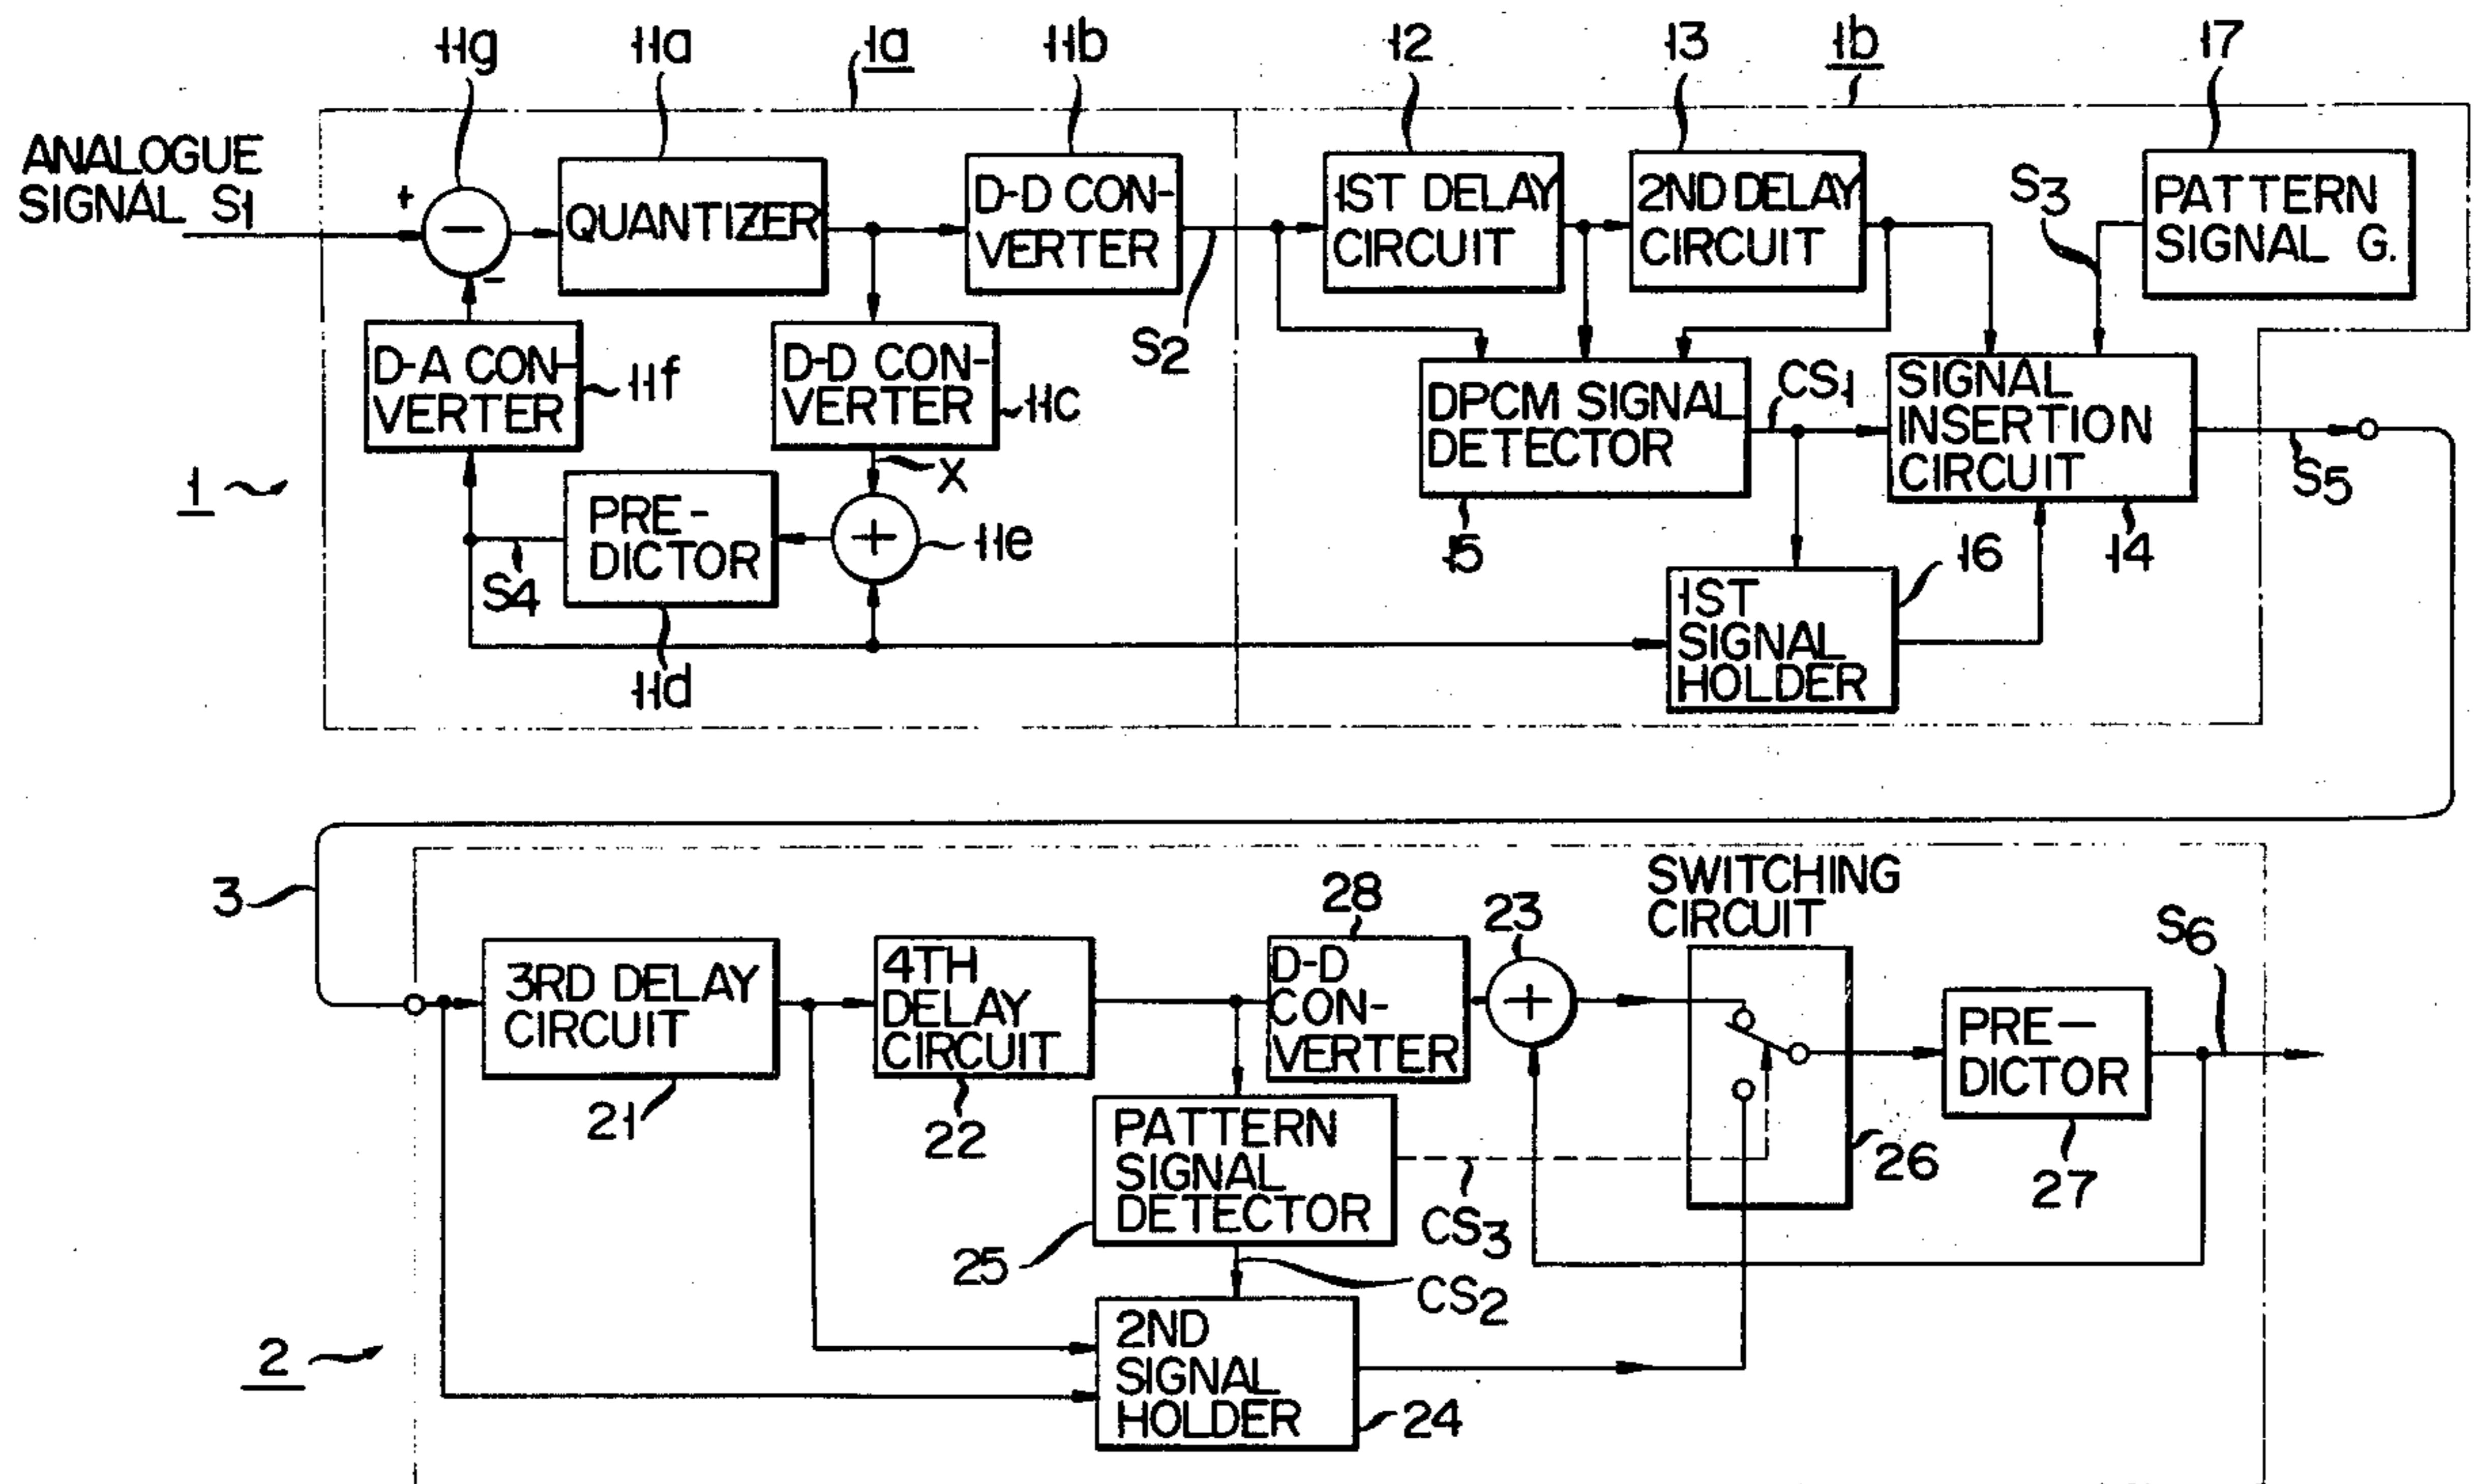 11g
11a
1a
11b
12
13
1b
17
ANALOGUE
SIGNAL S1
+
-
-
QUANTIZER
D-D CON-
VERTER
S2
1ST DELAY
CIRCUIT
2ND DELAY
CIRCUIT
S3
PATTERN
SIGNAL G.
D-A CON-
VERTER
11f
D-D CON-
VERTER
11c
X
DPCM SIGNAL
DETECTOR
15
CS1
SIGNAL
INSERTION
CIRCUIT
14
S5
1
PRE-
DICTOR
S4
11d
+
11e
1ST
SIGNAL
HOLDER
16
3
3RD DELAY
CIRCUIT
21
4TH
DELAY
CIRCUIT
22
28
D-D
CON-
VERTER
23
+
SWITCHING
CIRCUIT
26
PRE-
DICTOR
27
S6
PATTERN
SIGNAL
DETECTOR
25
CS3
CS2
2ND
SIGNAL
HOLDER
24
2